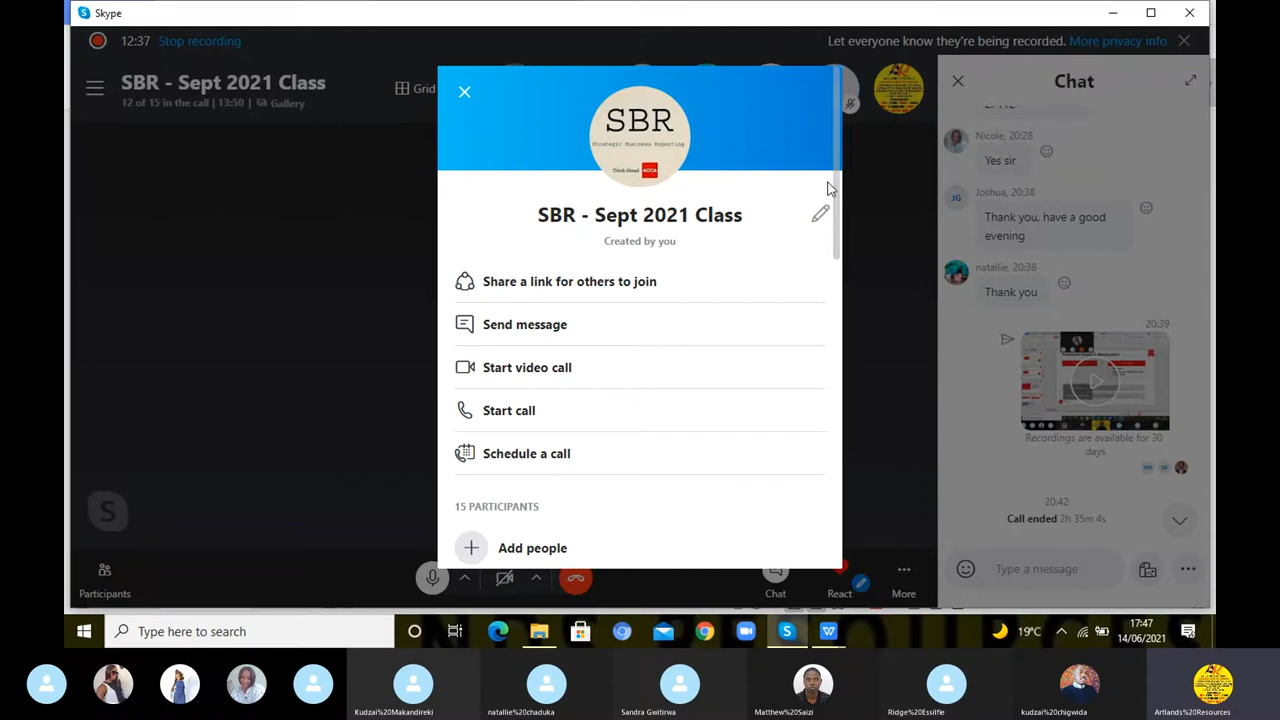 Skype
12:37 Stop recording
Let everyone know they're being recorded. More privacy info
SBR - Sept 2021 Class
12 of 15 in the call | 13:50 | Gallery
Grid
Chat
SBR
Strategic Business Reporting
Think Ahead ACCA
SBR - Sept 2021 Class
Created by you
Share a link for others to join
Send message
Start video call
Start call
Schedule a call
15 PARTICIPANTS
Add people
Nicole, 20:28
Yes sir
Joshua, 20:38
JG
Thank you, have a good
evening
natallie, 20:38
Thank you
20:39
Recordings are available for 30
days
20:42
Call ended 2h 35m 4s
Type a message
Participants
Chat
React
More
Type here to search
19°C
17:47
14/06/2021
Kudzai%20Makandireki
natallie%20chaduka
Sandra Gwitirwa
Matthew%20Saizi
Ridge%20Essilfie
kudzai%20chigwida
Artlands%20Resources